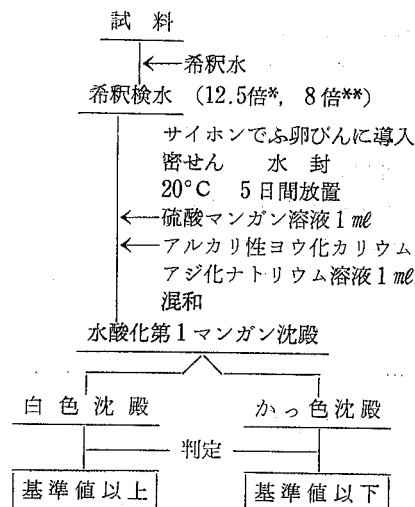 試料
希釈水
希釈検水 (12.5倍*, 8倍**)
サイホンでふ卵びんに導入
密せん 水封
20°C 5日間放置
硫酸マンガン溶液1㎖
アルカリ性ヨウ化カリウム
アジ化ナトリウム溶液1㎖
混和
水酸化第1マンガン沈殿
白色沈殿 かっ色沈殿
判定
基準値以上 基準値以下